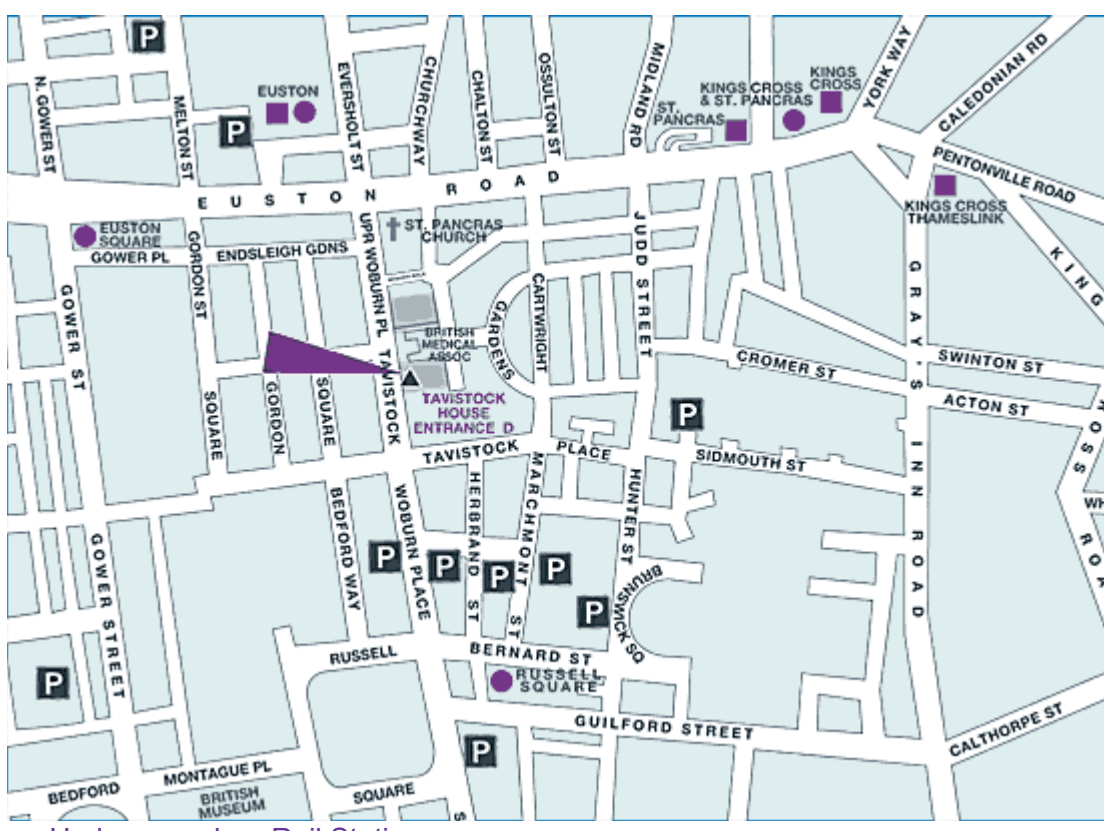 P
N. GOWER ST
MELTON ST
EUSTON
P
EVERSHOLT ST
CHURCHWAY
CHALTON ST
OSSULTON ST
MIDLAND RD
ST.
PANCRAS
KINGS CROSS
& ST. PANCRAS
KINGS
CROSS
YORK WAY
CALEDONIAN RD
PENTONVILLE ROAD
KINGS CROSS
THAMESLINK
EUSTON ROAD
EUSTON
SQUARE
GOWER PL
GORDON ST
ENDSLEIGH GDNS
UPR WOBURN PL
ST. PANCRAS
CHURCH
JUDD STREET
GRAY'S INN ROAD
KING
GOWER ST
CARTWRIGHT
GARDENS
BRITISH
MEDICAL
ASSOC
TAVISTOCK
TAVISTOCK
HOUSE
ENTRANCE D
SQUARE
GORDON
SQUARE
CROMER ST
SWINTON ST
ACTON ST
P
TAVISTOCK PLACE
SIDMOUTH ST
ROSS ROA
WH
BEDFORD WAY
WOBURN PLACE
HERBRAND ST
MARCHMONT ST
HUNTER ST
BRUNSWICK SQ
GOWER STREET
P
P
P
P
P
P
RUSSELL
BERNARD ST
RUSSELL
SQUARE
GUILFORD STREET
CALTHORPE ST
P
MONTAGUE PL
BEDFORD
BRITISH
MUSEUM
SQUARE
S